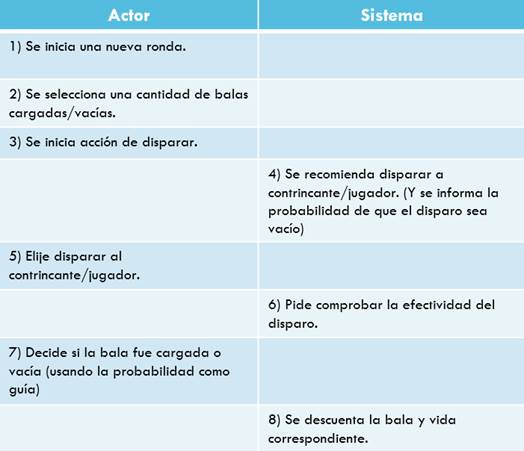 Actor
Sistema
1) Se inicia una nueva ronda.
2) Se selecciona una cantidad de balas
cargadas/vacías.
3) Se inicia acción de disparar.
4) Se recomienda disparar a
contrincante/jugador. (Y se informa la
probabilidad de que el disparo sea
vacío)
5) Elije disparar al
contrincante/jugador.
6) Pide comprobar la efectividad del
disparo.
7) Decide si la bala fue cargada o
vacía (usando la probabilidad como
guía)
8) Se descuenta la bala y vida
correspondiente.